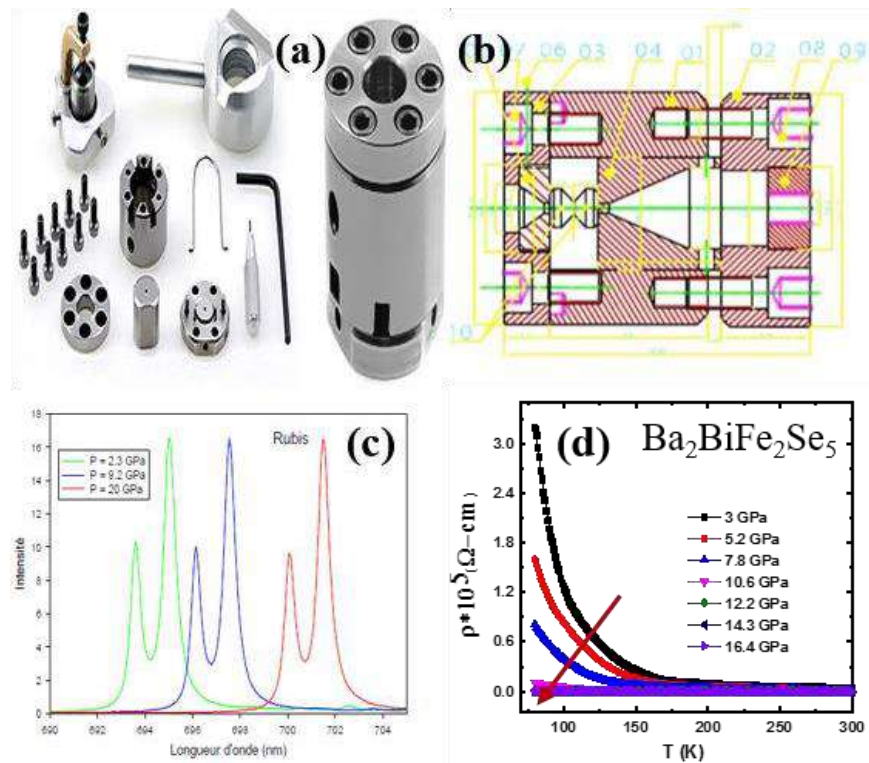 (a)
(b)
07 06 03 04 01 02 08 09
10
(c)
Rubis
P = 2.3 GPa
P = 9.2 GPa
P = 20 GPa
Intensité
18
16
14
12
10
8
6
4
2
0
690 692 694 696 698 700 702 704
Longueur d'onde (nm)
(d)
Ba₂BiFe₂Se₅
3 GPa
5.2 GPa
7.8 GPa
10.6 GPa
12.2 GPa
14.3 GPa
16.4 GPa
ρ*10⁵(Ω−cm)
3.0
2.4
1.8
1.2
0.6
0.0
100 150 200 250 300
T (K)